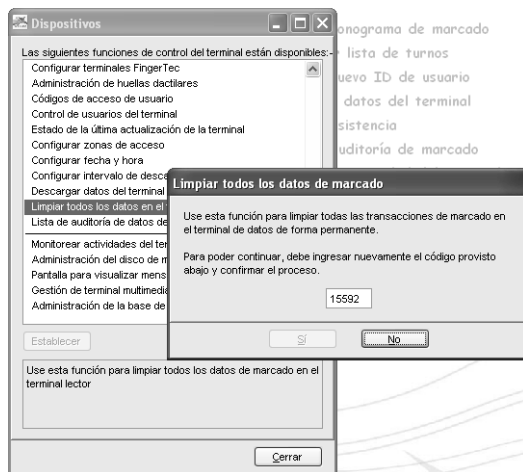 Dispositivos
Las siguientes funciones de control del terminal están disponibles:
Configurar terminales FingerTec
Administración de huellas dactilares
Códigos de acceso de usuario
Control de usuarios del terminal
Estado de la última actualización de la terminal
Configurar zonas de acceso
Configurar fecha y hora
Configurar intervalo de desca
Descargar datos del terminal
Limpiar todos los datos en el
Lista de auditoría de datos de
Monitorear actividades del ter
Administración del disco de m
Pantalla para visualizar mens
Gestión de terminal multimedia
Administración de la base de
Establecer
Use esta función para limpiar todos los datos de marcado en el
terminal lector
Cerrar
onograma de marcado
lista de turnos
uevo ID de usuario
datos del terminal
sistencia
uditoría de marcado
Limpiar todos los datos de marcado
Use esta función para limpiar todas las transacciones de marcado en
el terminal de datos de forma permanente.
Para poder continuar, debe ingresar nuevamente el código provisto
abajo y confirmar el proceso.
15592
Sí
No